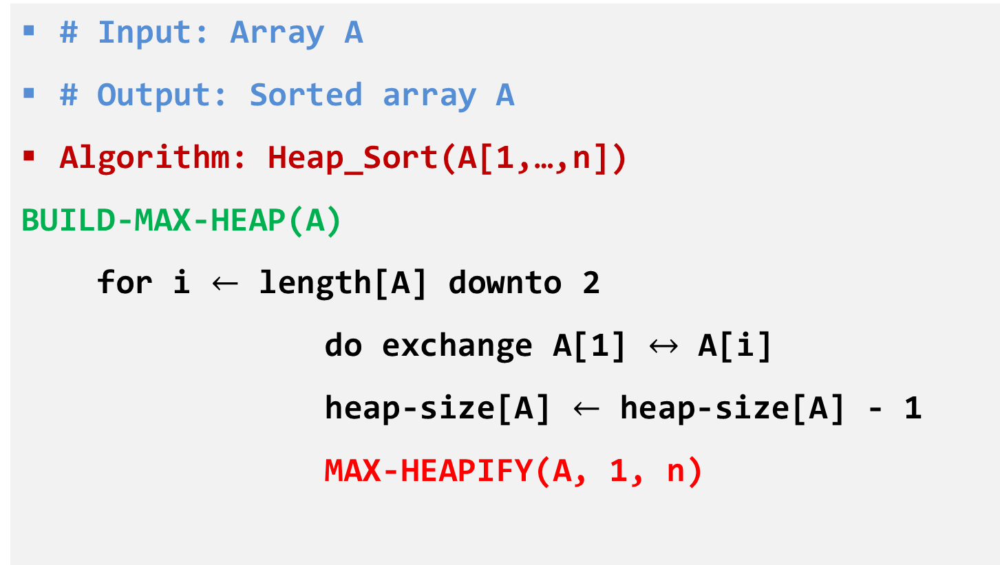 ▪ # Input: Array A
▪ # Output: Sorted array A
▪ Algorithm: Heap_Sort(A[1,…,n])
BUILD-MAX-HEAP(A)
for i ← length[A] downto 2
do exchange A[1] ↔ A[i]
heap-size[A] ← heap-size[A] - 1
MAX-HEAPIFY(A, 1, n)